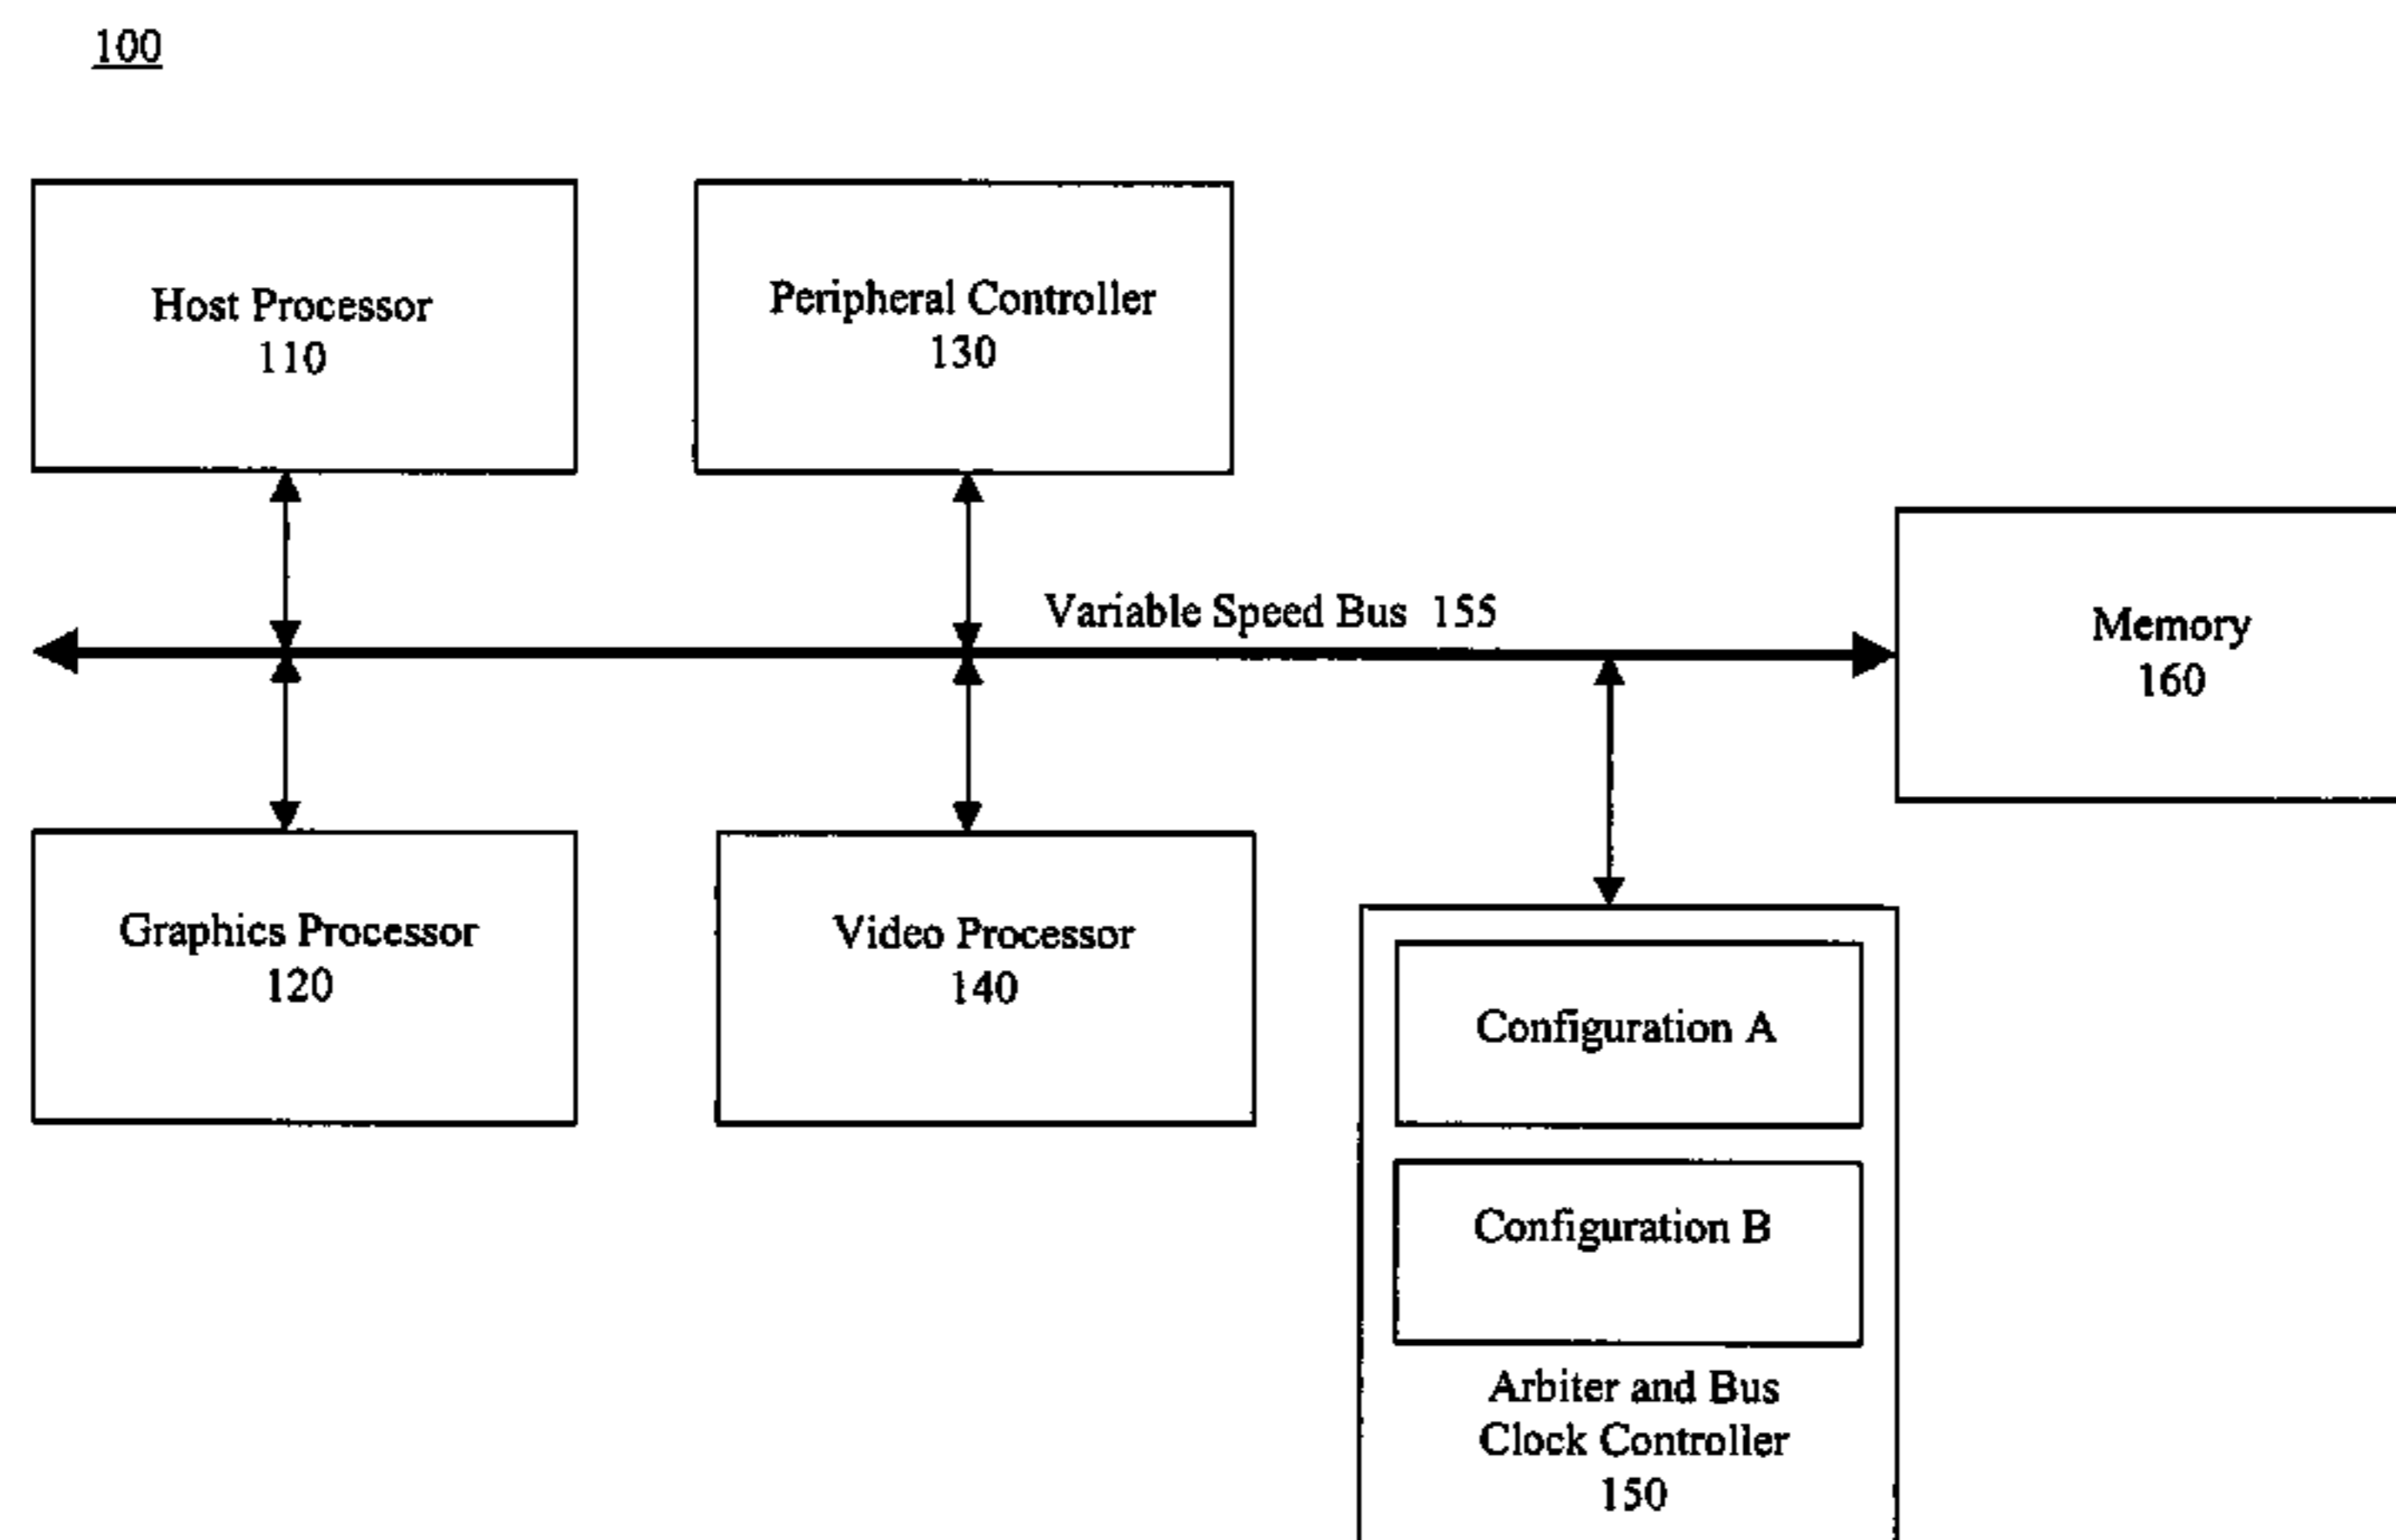 100
Host Processor
110
Peripheral Controller
130
Variable Speed Bus 155
Memory
160
Graphics Processor
120
Video Processor
140
Configuration A
Configuration B
Arbiter and Bus
Clock Controller
150